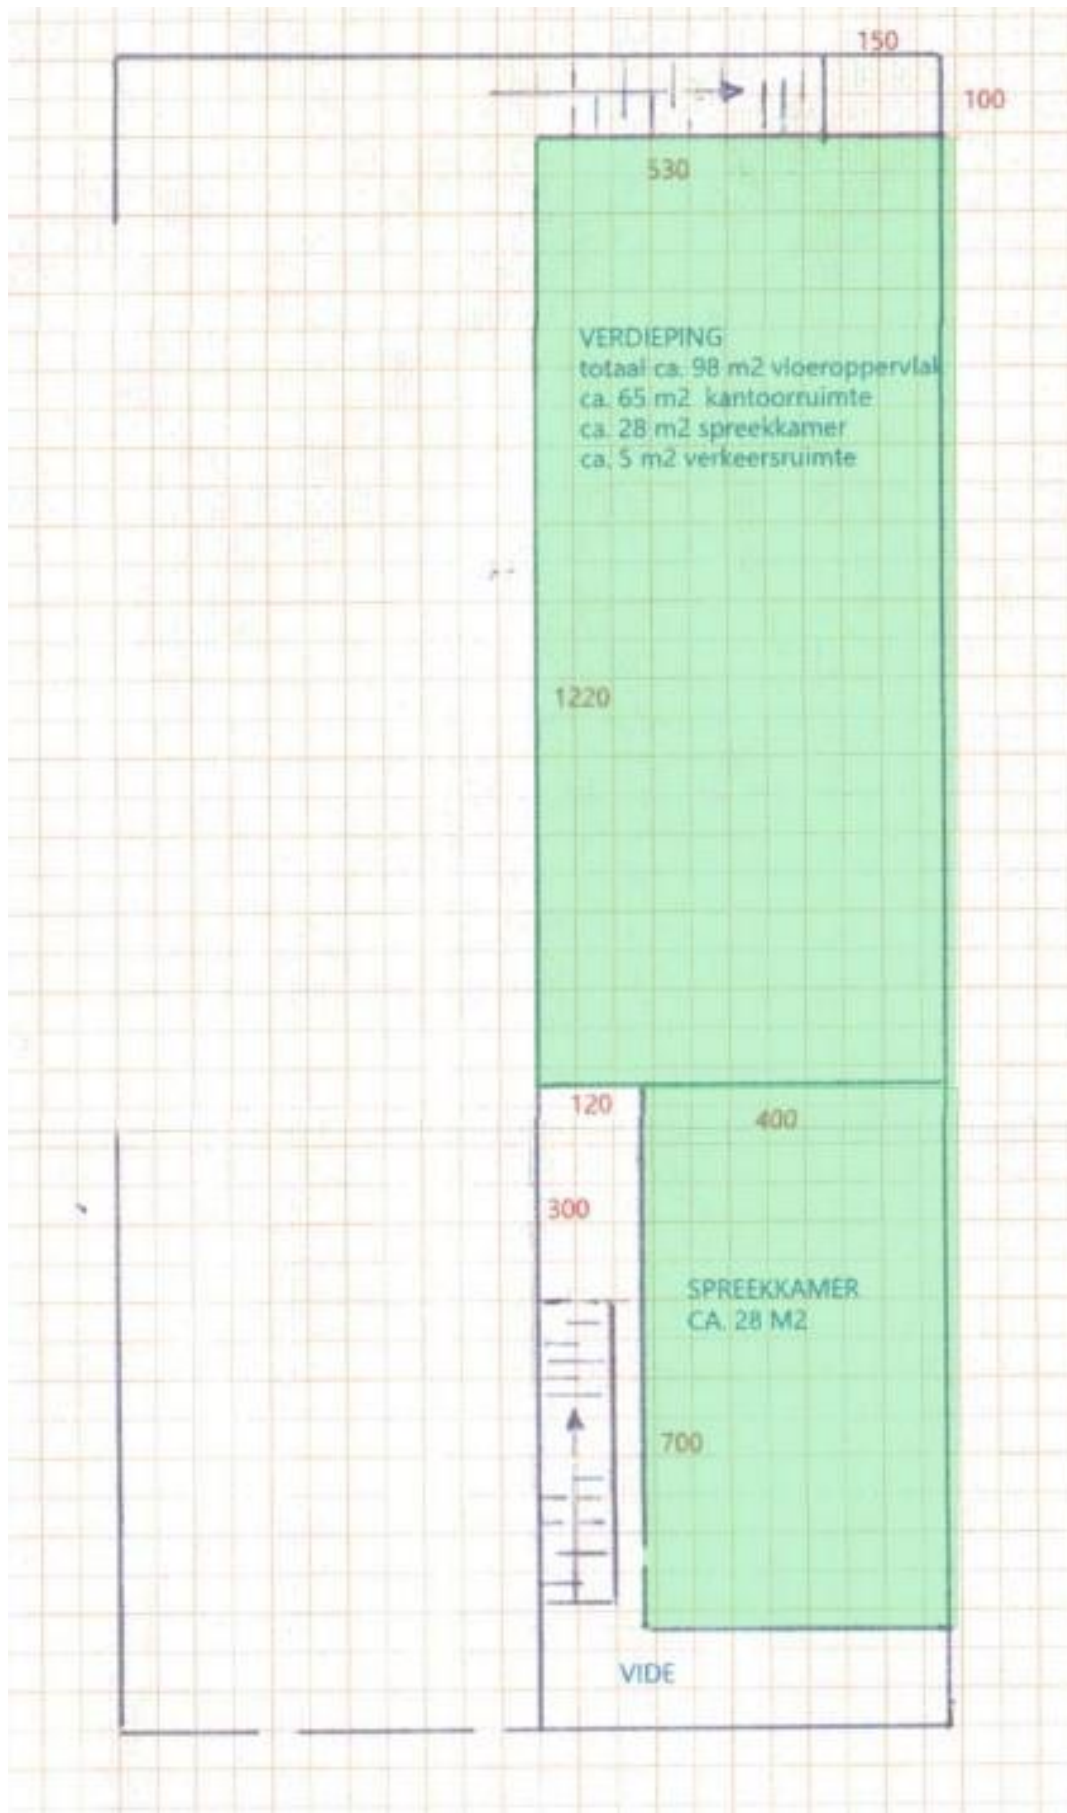 150
100
530
VERDIEPING
totaal ca. 98 m2 vloeroppervlak
ca. 65 m2 kantoorruimte
ca. 28 m2 spreekkamer
ca. 5 m2 verkeersruimte
1220
120
400
300
SPREEKKAMER
CA. 28 M2
700
VIDE